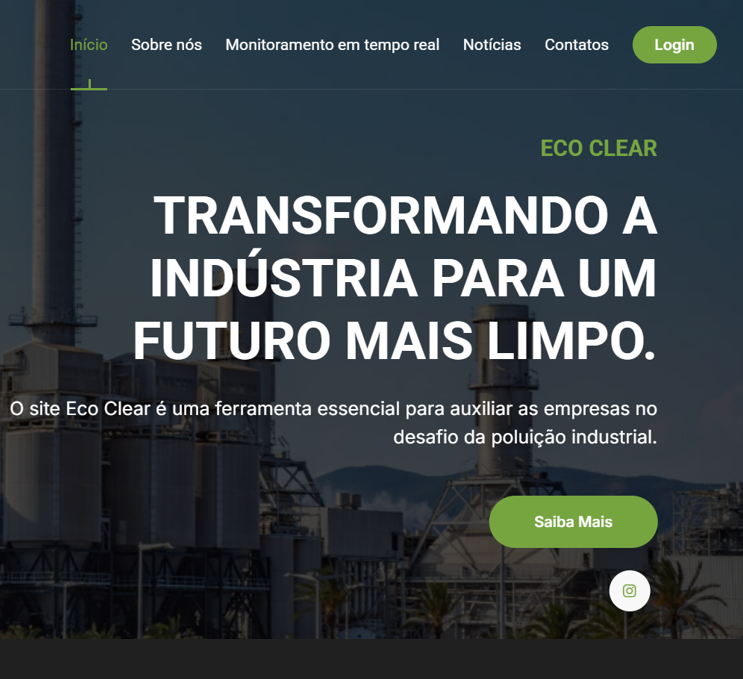 Início Sobre nós Monitoramento em tempo real Notícias Contatos Login
ECO CLEAR
TRANSFORMANDO A
INDÚSTRIA PARA UM
FUTURO MAIS LIMPO.
O site Eco Clear é uma ferramenta essencial para auxiliar as empresas no
desafio da poluição industrial.
Saiba Mais